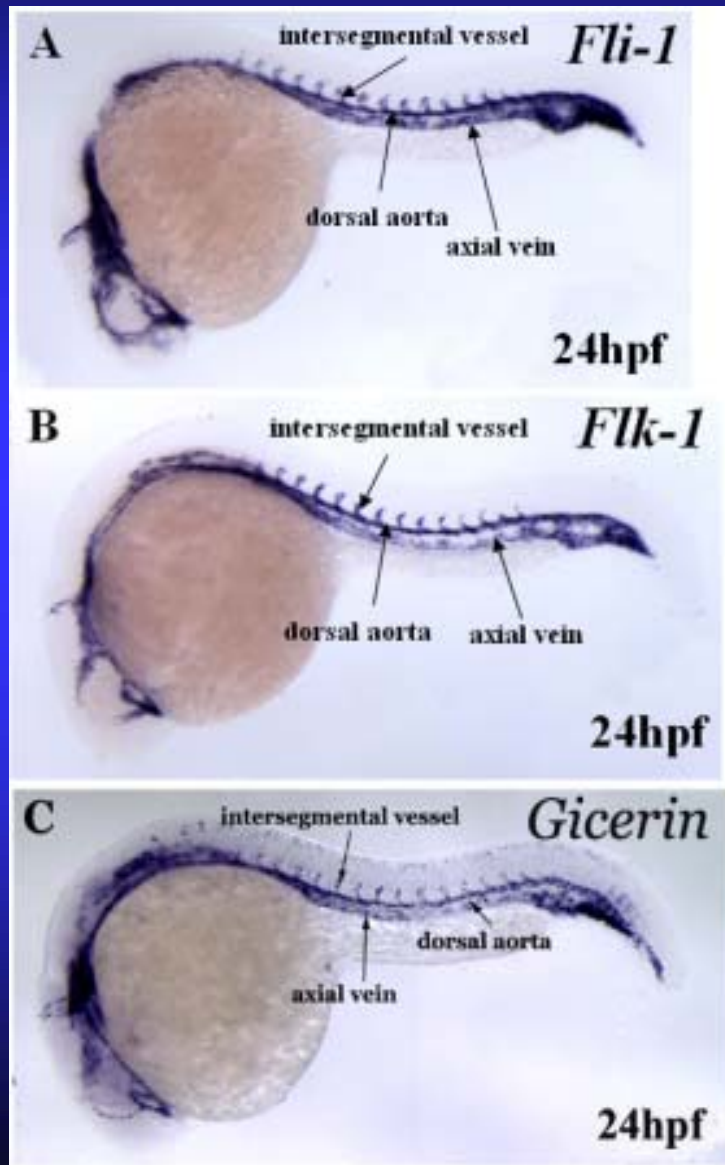 A
intersegmental vessel
Fli-1
dorsal aorta
axial vein
24hpf
B
intersegmental vessel
Flk-1
dorsal aorta
axial vein
24hpf
C
intersegmental vessel
Gicerin
dorsal aorta
axial vein
24hpf